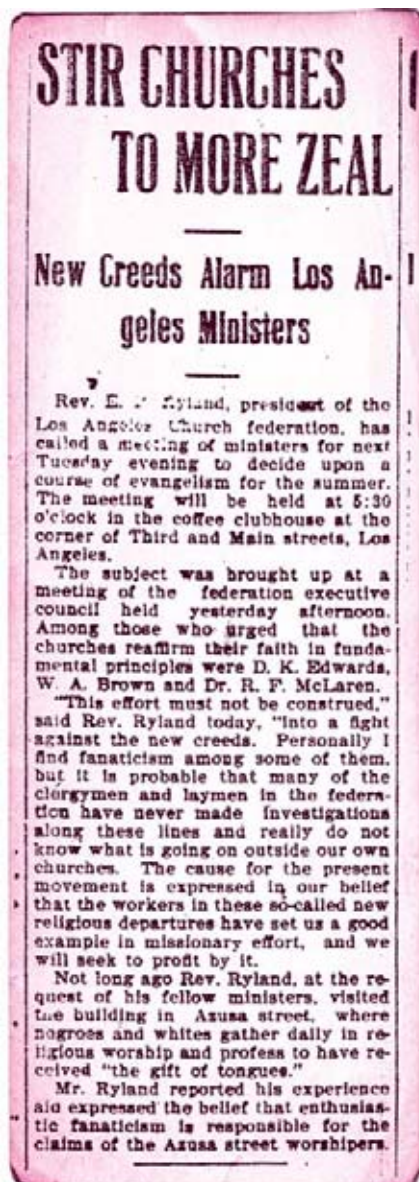 STIR CHURCHES
TO MORE ZEAL
New Creeds Alarm Los An-
geles Ministers
Rev. E. Ryland, president of the
Los Angeles Church federation, has
called a meeting of ministers for next
Tuesday evening to decide upon a
course of evangelism for the summer.
The meeting will be held at 5:30
o'clock in the coffee clubhouse at the
corner of Third and Main streets, Los
Angeles.
The subject was brought up at a
meeting of the federation executive
council held yesterday afternoon.
Among those who urged that the
churches reaffirm their faith in funda-
mental principles were D. K. Edwards,
W. A. Brown and Dr. R. F. McLaren.
"This effort must not be construed,"
said Rev. Ryland today, "into a fight
against the new creeds. Personally I
find fanaticism among some of them,
but it is probable that many of the
clergymen and laymen in the federa-
tion have never made investigations
along these lines and really do not
know what is going on outside our own
churches. The cause for the present
movement is expressed in our belief
that the workers in these so-called new
religious departures have set us a good
example in missionary effort, and we
will seek to profit by it.
Not long ago Rev. Ryland, at the re-
quest of his fellow ministers, visited
the building in Azusa street, where
negroes and whites gather daily in re-
ligious worship and profess to have re-
ceived "the gift of tongues."
Mr. Ryland reported his experience
aid expressed the belief that enthusias-
tic fanaticism is responsible for the
claims of the Azusa street worshipers.